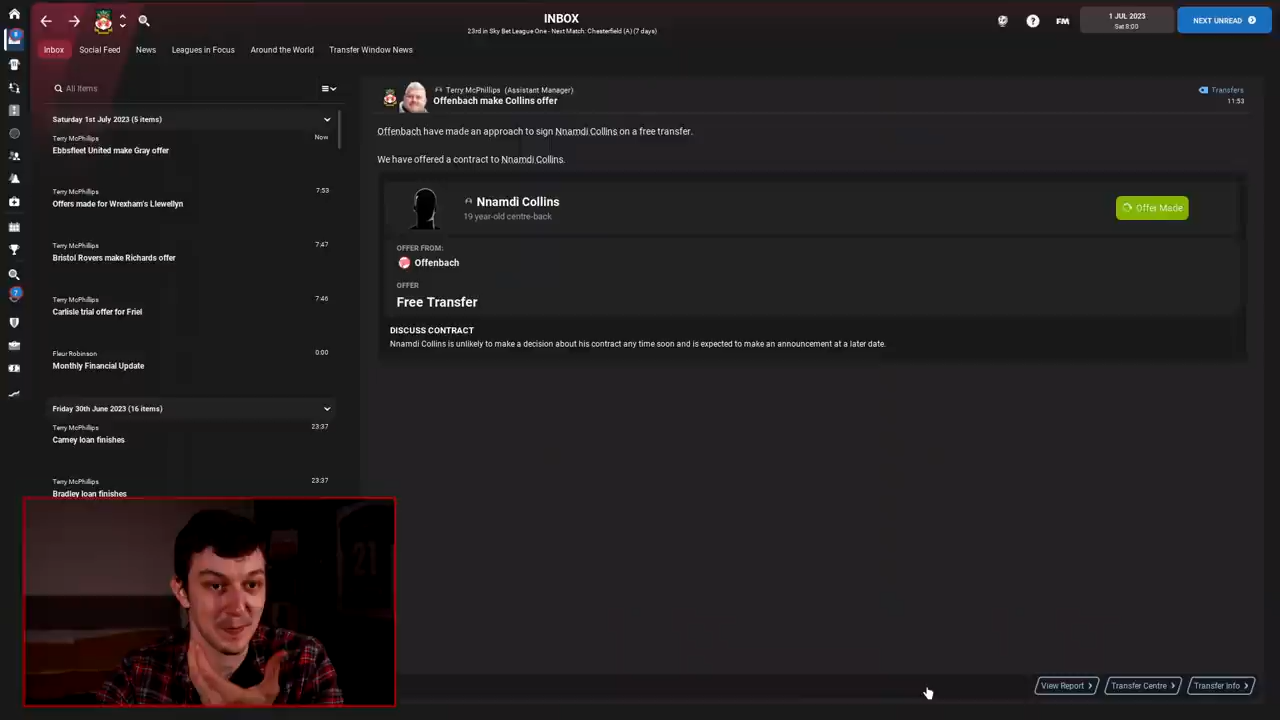 INBOX
23rd in Sky Bet League One - Next Match: Chesterfield (A) (7 days)
FM
1 JUL 2023
Sat 8:00
NEXT UNREAD
Inbox
Social Feed
News
Leagues in Focus
Around the World
Transfer Window News
All Items
Saturday 1st July 2023 (5 items)
Terry McPhillips
Now
Ebbsfleet United make Gray offer
Terry McPhillips
7:53
Offers made for Wrexham's Llewellyn
Terry McPhillips
7:47
Bristol Rovers make Richards offer
Terry McPhillips
7:46
Carlisle trial offer for Friel
Fleur Robinson
0:00
Monthly Financial Update
Friday 30th June 2023 (16 items)
Terry McPhillips
23:37
Camey loan finishes
Terry McPhillips
23:37
Bradley loan finishes
Terry McPhillips (Assistant Manager)
Offenbach make Collins offer
Transfers
11:53
Offenbach have made an approach to sign Nnamdi Collins on a free transfer.
We have offered a contract to Nnamdi Collins.
Nnamdi Collins
19 year-old centre-back
Offer Made
OFFER FROM:
Offenbach
OFFER
Free Transfer
DISCUSS CONTRACT
Nnamdi Collins is unlikely to make a decision about his contract any time soon and is expected to make an announcement at a later date.
View Report
Transfer Centre
Transfer Info
21